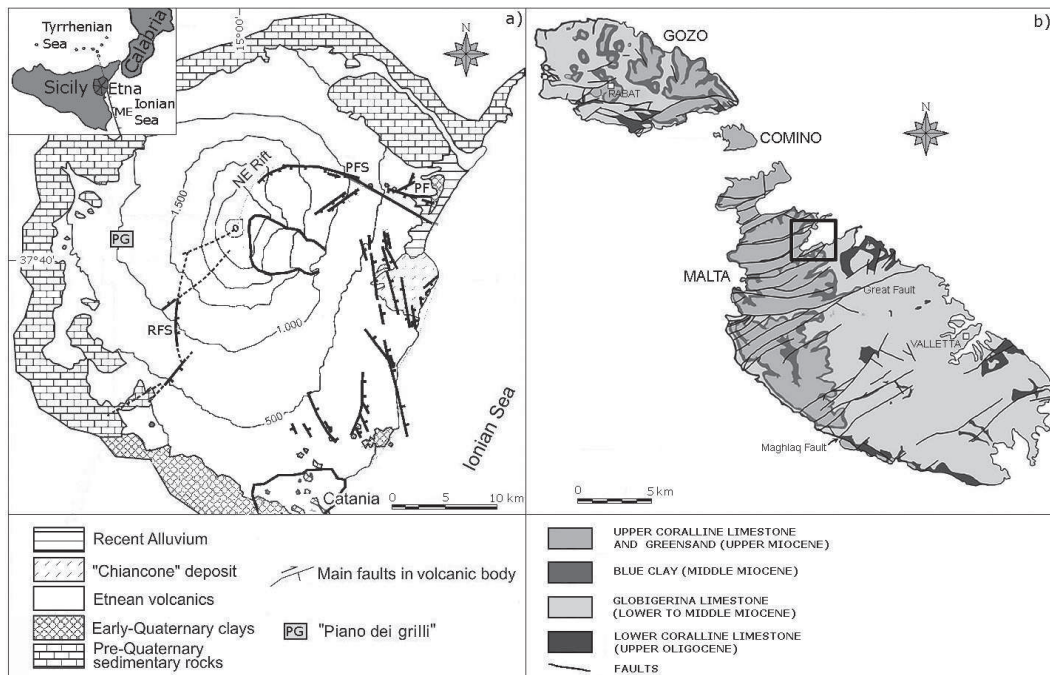 a)
Tyrrhenian
Sea
Calabria
Sicily
Etna
ME
Ionian
Sea
15°00'
N
NE Rift
PFS
PF
1.500
PG
37°40'
RFS
1.000
500
Ionian Sea
Catania
0 5 10 km
Recent Alluvium
"Chiancone" deposit
Etnean volcanics
Early-Quaternary clays
Pre-Quaternary
sedimentary rocks
Main faults in volcanic body
PG "Piano dei grilli"
b)
GOZO
RABAT
N
COMINO
MALTA
Great Fault
VALLETTA
Maghlaq Fault
0 5 km
UPPER CORALLINE LIMESTONE
AND GREENSAND (UPPER MIOCENE)
BLUE CLAY (MIDDLE MIOCENE)
GLOBIGERINA LIMESTONE
(LOWER TO MIDDLE MIOCENE)
LOWER CORALLINE LIMESTONE
(UPPER OLIGOCENE)
FAULTS